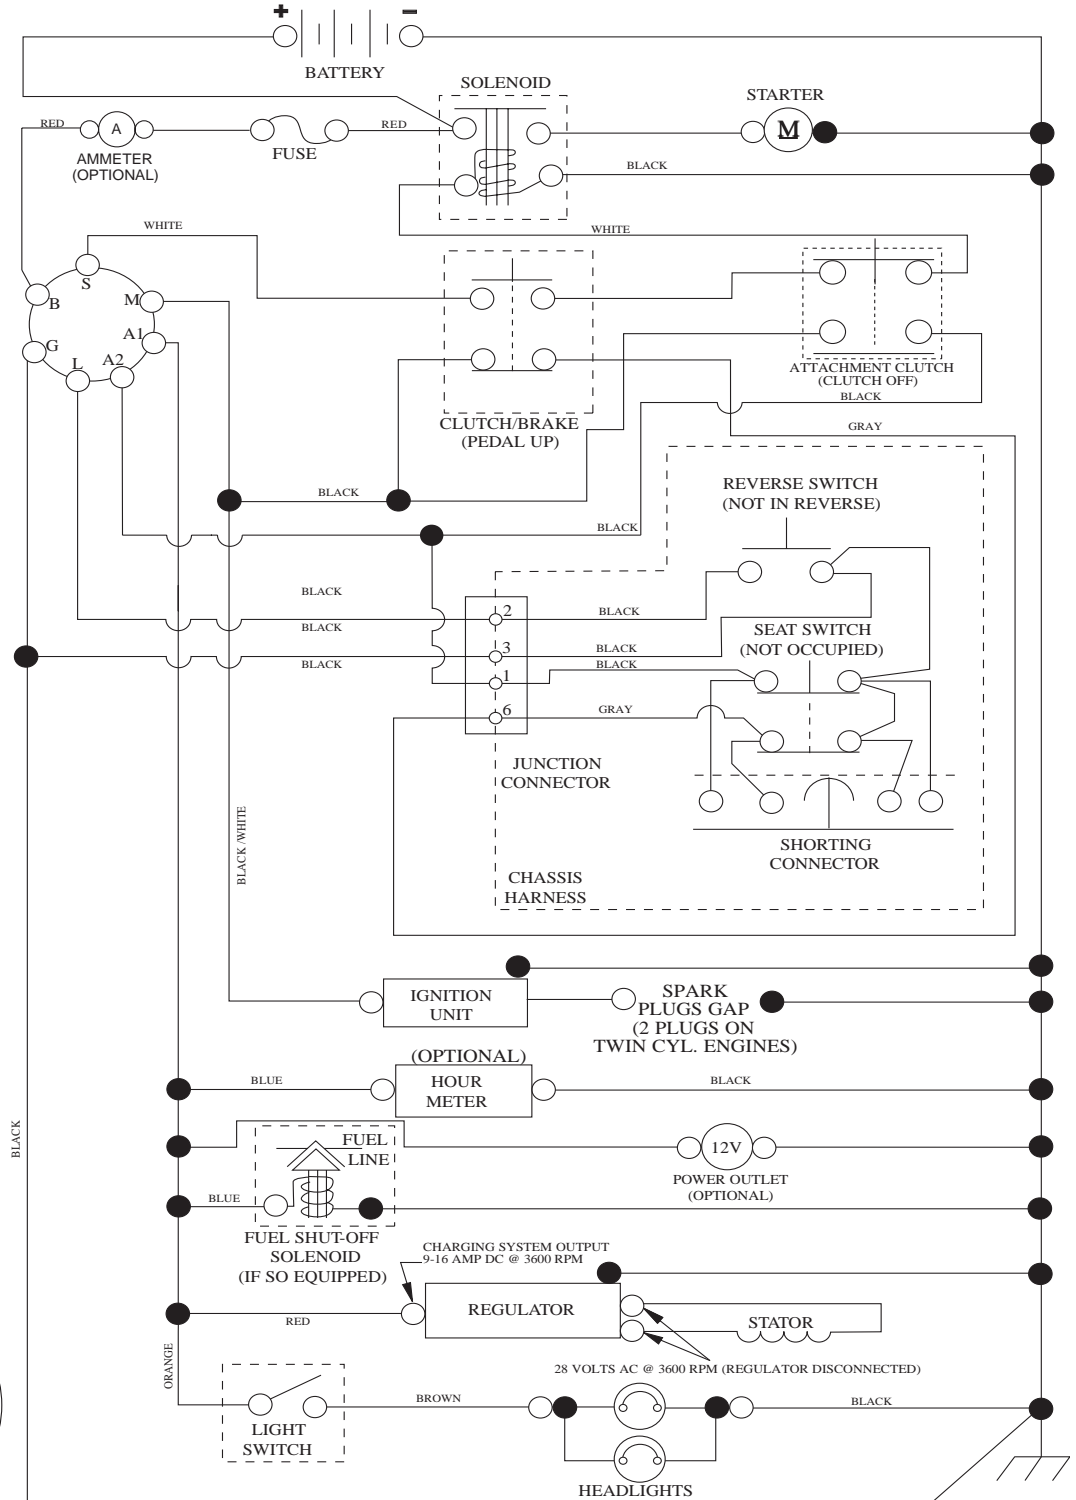 + −
BATTERY
SOLENOID
STARTER
RED
A
RED
M
AMMETER
(OPTIONAL)
FUSE
BLACK
WHITE
WHITE
S
B
M
A1
G
A2
L
CLUTCH/BRAKE
(PEDAL UP)
ATTACHMENT CLUTCH
(CLUTCH OFF)
BLACK
GRAY
REVERSE SWITCH
(NOT IN REVERSE)
BLACK
BLACK
BLACK
2
BLACK
BLACK
SEAT SWITCH
(NOT OCCUPIED)
3
BLACK
BLACK
BLACK
1
6
GRAY
JUNCTION
CONNECTOR
SHORTING
CONNECTOR
BLACK /WHITE
CHASSIS
HARNESS
IGNITION
UNIT
SPARK
PLUGS GAP
(2 PLUGS ON
TWIN CYL. ENGINES)
(OPTIONAL)
HOUR
METER
BLUE
BLACK
BLACK
FUEL
LINE
12V
POWER OUTLET
(OPTIONAL)
BLUE
FUEL SHUT-OFF
SOLENOID
(IF SO EQUIPPED)
CHARGING SYSTEM OUTPUT
9-16 AMP DC @ 3600 RPM
REGULATOR
RED
STATOR
28 VOLTS AC @ 3600 RPM (REGULATOR DISCONNECTED)
ORANGE
BROWN
BLACK
LIGHT
SWITCH
HEADLIGHTS